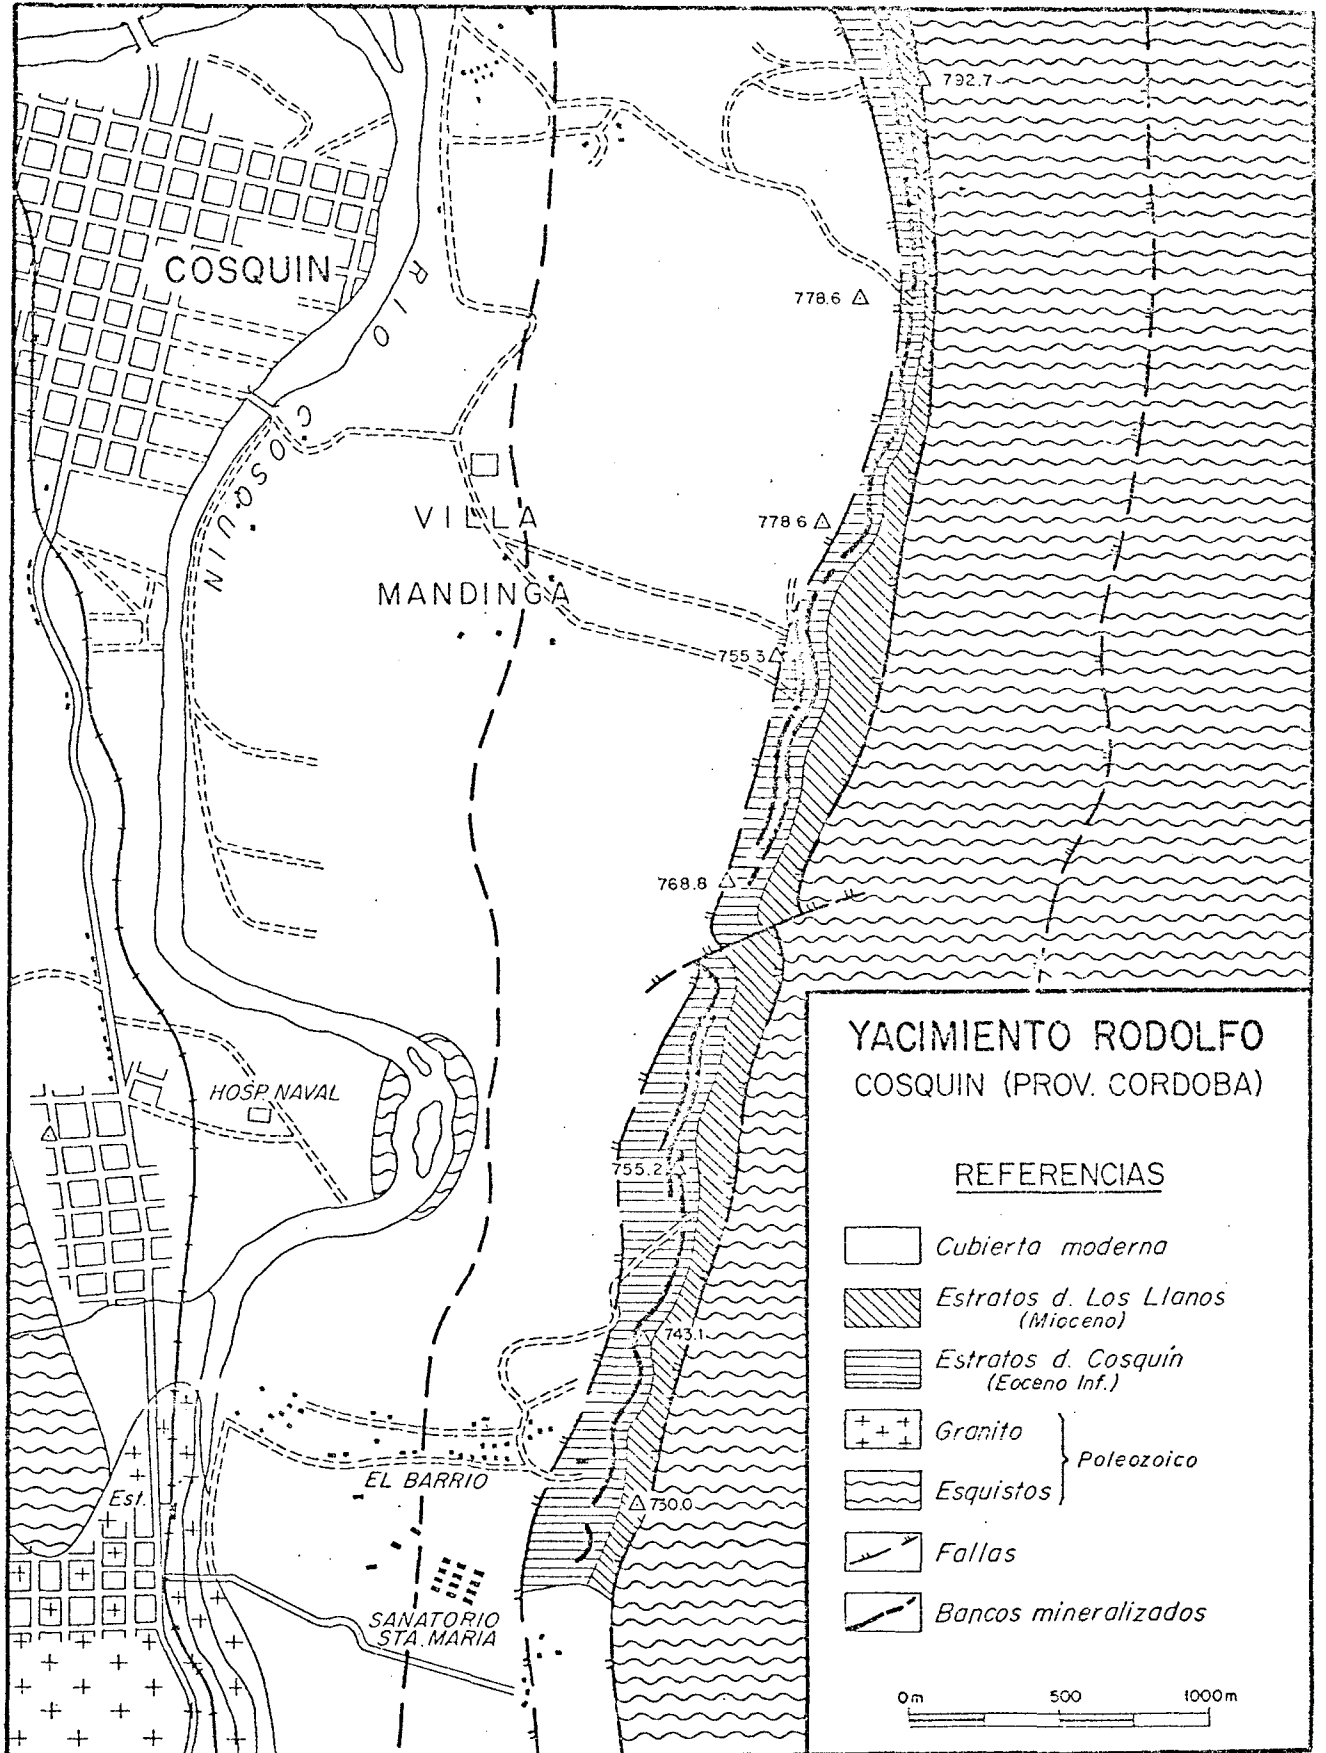 792.7
COSQUIN
RIO
778.6
COSQUIN
VILLA
778.6
MANDINGA
755.3
768.8
YACIMIENTO RODOLFO
COSQUIN (PROV. CORDOBA)
HOSP. NAVAL
755.2
REFERENCIAS
Cubierta moderna
Estratos d. Los Llanos
(Mioceno)
743.1
Estratos d. Cosquín
(Eoceno Inf.)
Granito
Poleozoico
EL BARRIO
Esquistos
Est.
730.0
Fallas
SANATORIO
STA. MARIA
Bancos mineralizados
0m 500 1000m